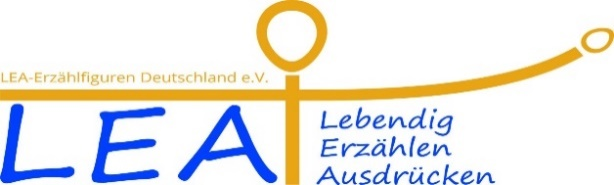 LEA-Erzählfiguren Deutschland e.V.
LEA
Lebendig
Erzählen
Ausdrücken